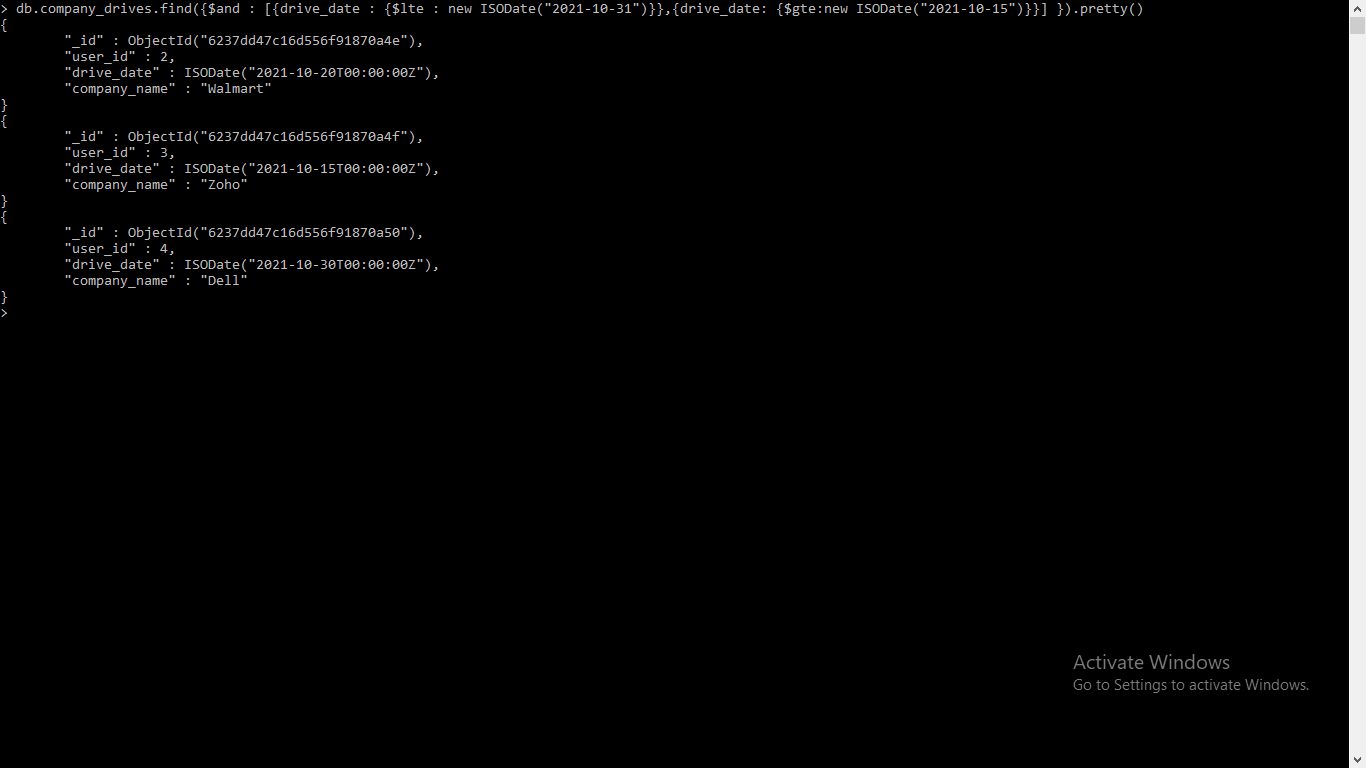 > db.company_drives.find({$and : [{drive_date : {$lte : new ISODate("2021-10-31")}},{drive_date: {$gte:new ISODate("2021-10-15")}}] }).pretty()
{
        "_id" : ObjectId("6237dd47c16d556f91870a4e"),
        "user_id" : 2,
        "drive_date" : ISODate("2021-10-20T00:00:00Z"),
        "company_name" : "Walmart"
}
{
        "_id" : ObjectId("6237dd47c16d556f91870a4f"),
        "user_id" : 3,
        "drive_date" : ISODate("2021-10-15T00:00:00Z"),
        "company_name" : "Zoho"
}
{
        "_id" : ObjectId("6237dd47c16d556f91870a50"),
        "user_id" : 4,
        "drive_date" : ISODate("2021-10-30T00:00:00Z"),
        "company_name" : "Dell"
}
>
Activate Windows
Go to Settings to activate Windows.